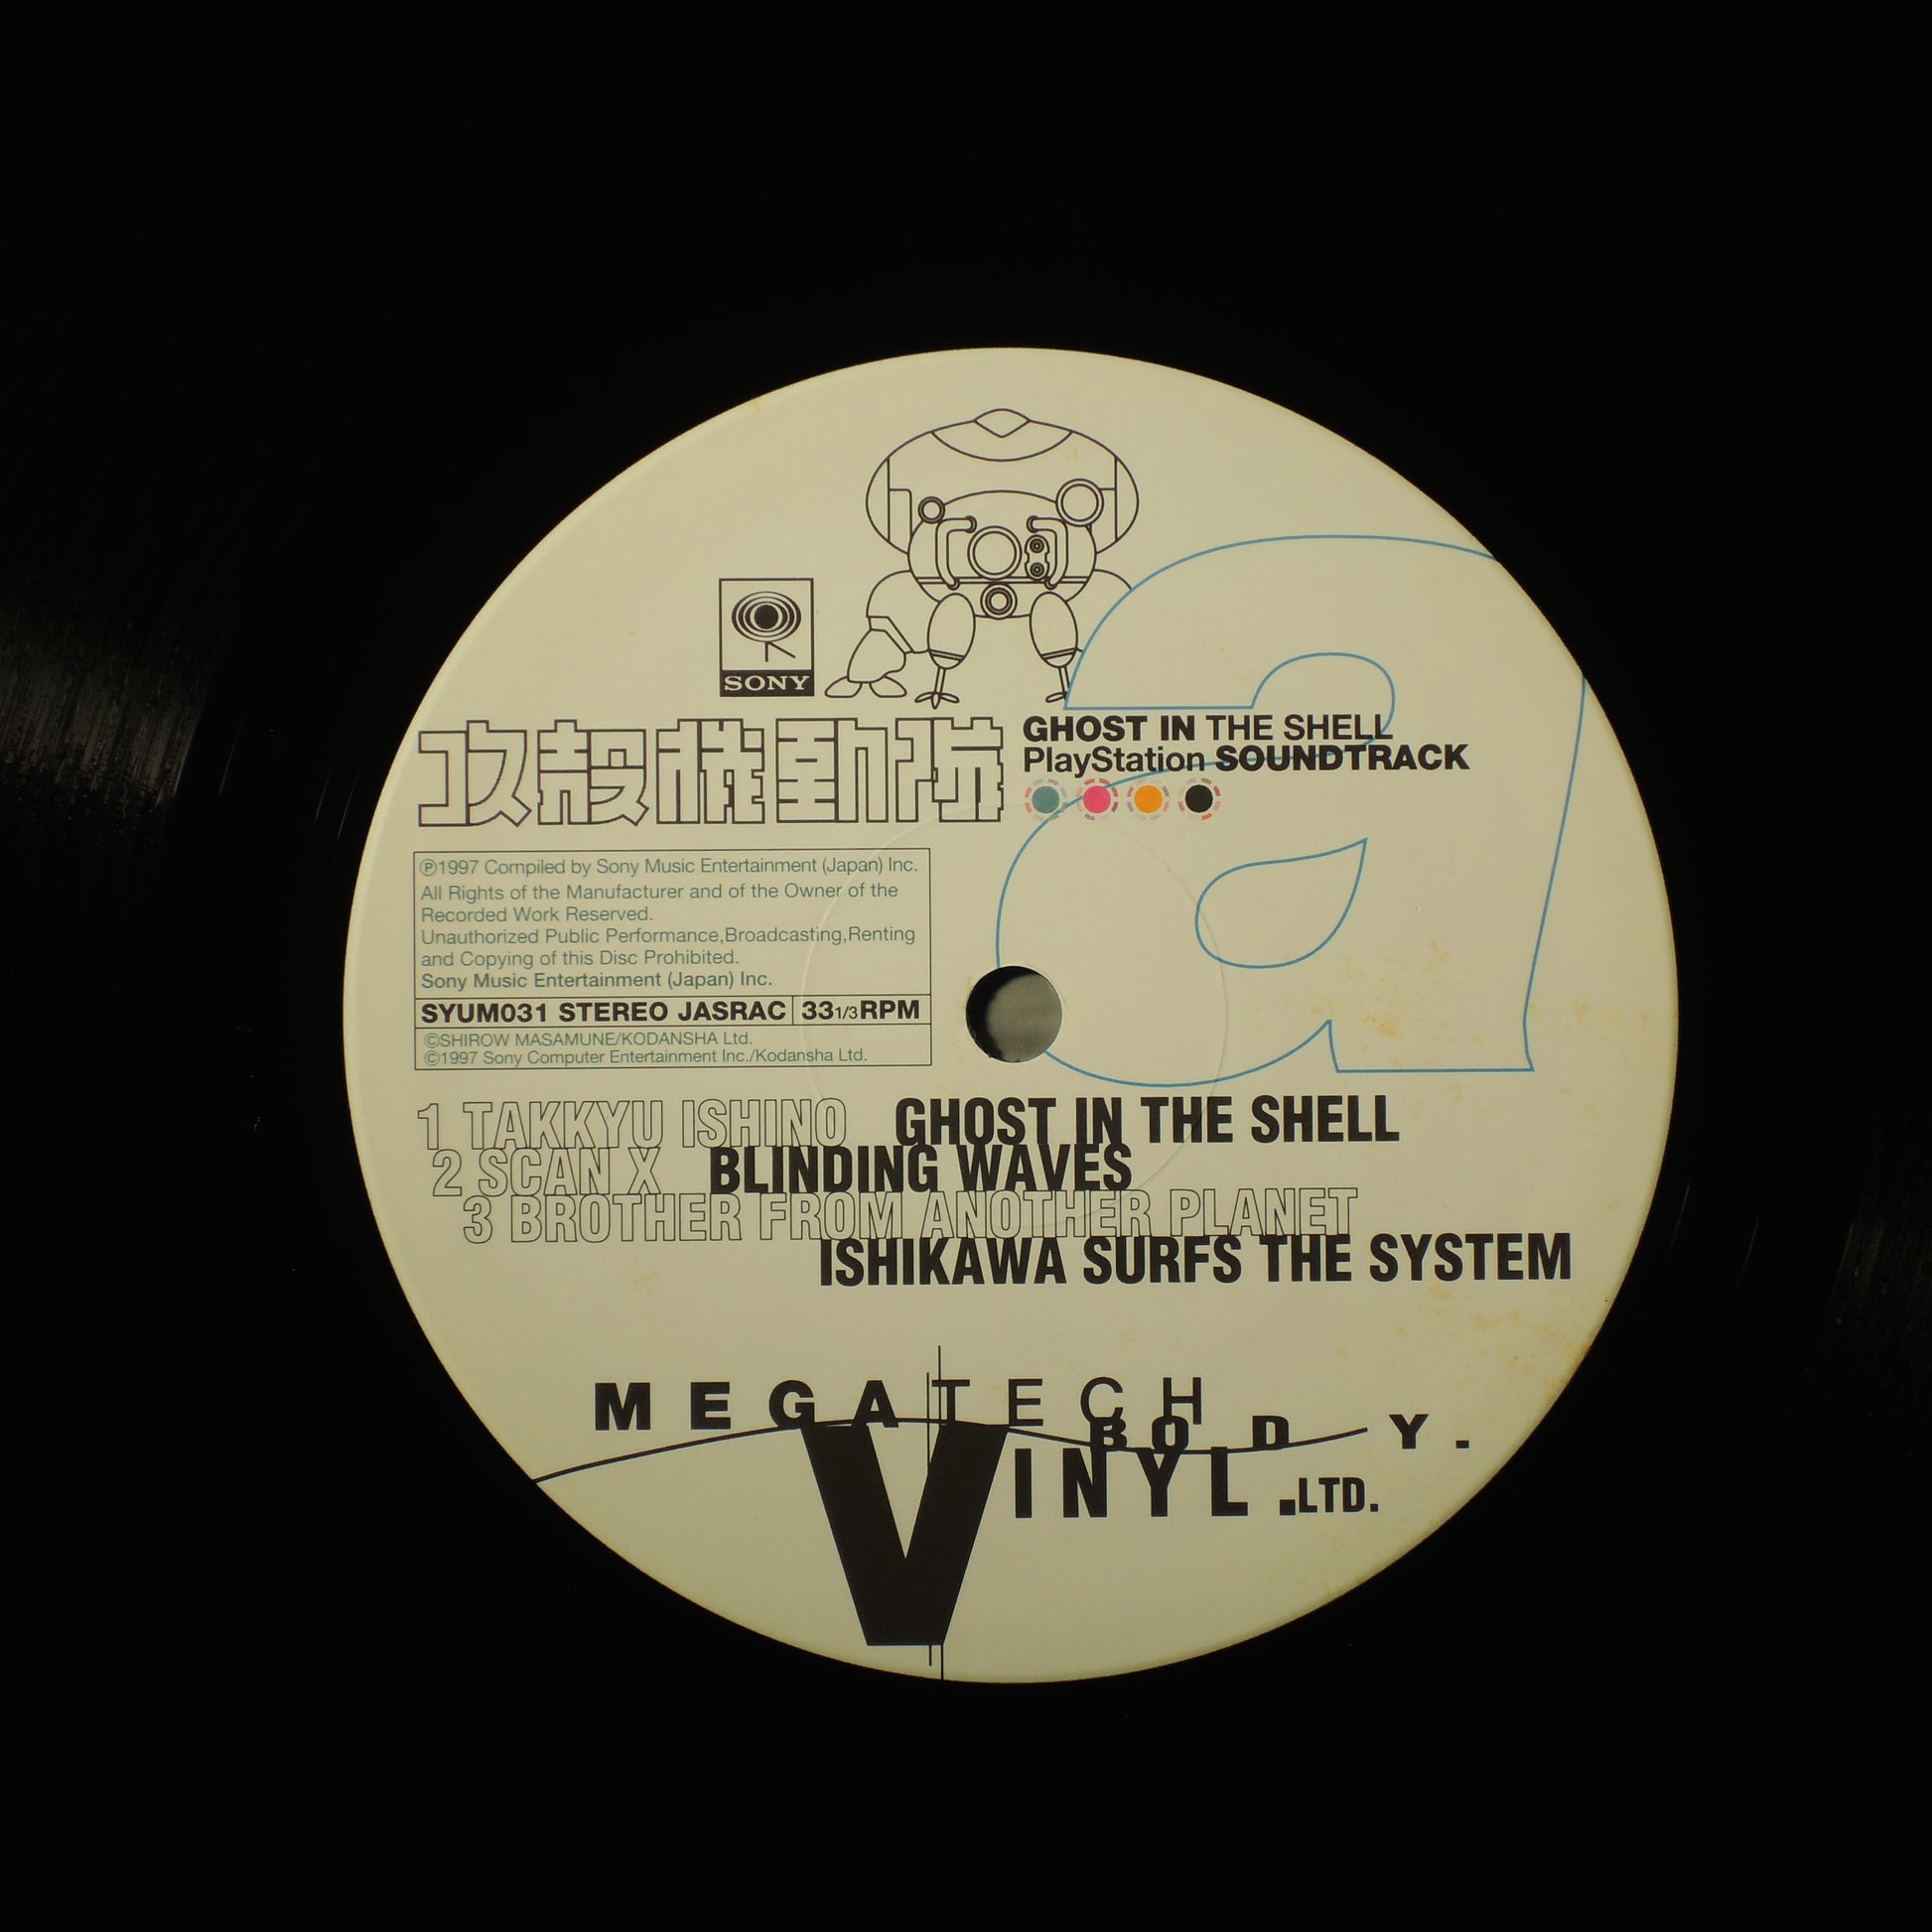 SONY
攻殻機動隊
GHOST IN THE SHELL
PlayStation SOUNDTRACK
a
Ⓟ1997 Compiled by Sony Music Entertainment (Japan) Inc.
All Rights of the Manufacturer and of the Owner of the
Recorded Work Reserved.
Unauthorized Public Performance,Broadcasting,Renting
and Copying of this Disc Prohibited.
Sony Music Entertainment (Japan) Inc.
SYUM031 STEREO JASRAC 33 1/3 RPM
©SHIROW MASAMUNE/KODANSHA Ltd.
©1997 Sony Computer Entertainment Inc./Kodansha Ltd.
1 TAKKYU ISHINO GHOST IN THE SHELL
2 SCAN X BLINDING WAVES
3 BROTHER FROM ANOTHER PLANET
ISHIKAWA SURFS THE SYSTEM
MEGATECH
BODY.
VINYL.LTD.